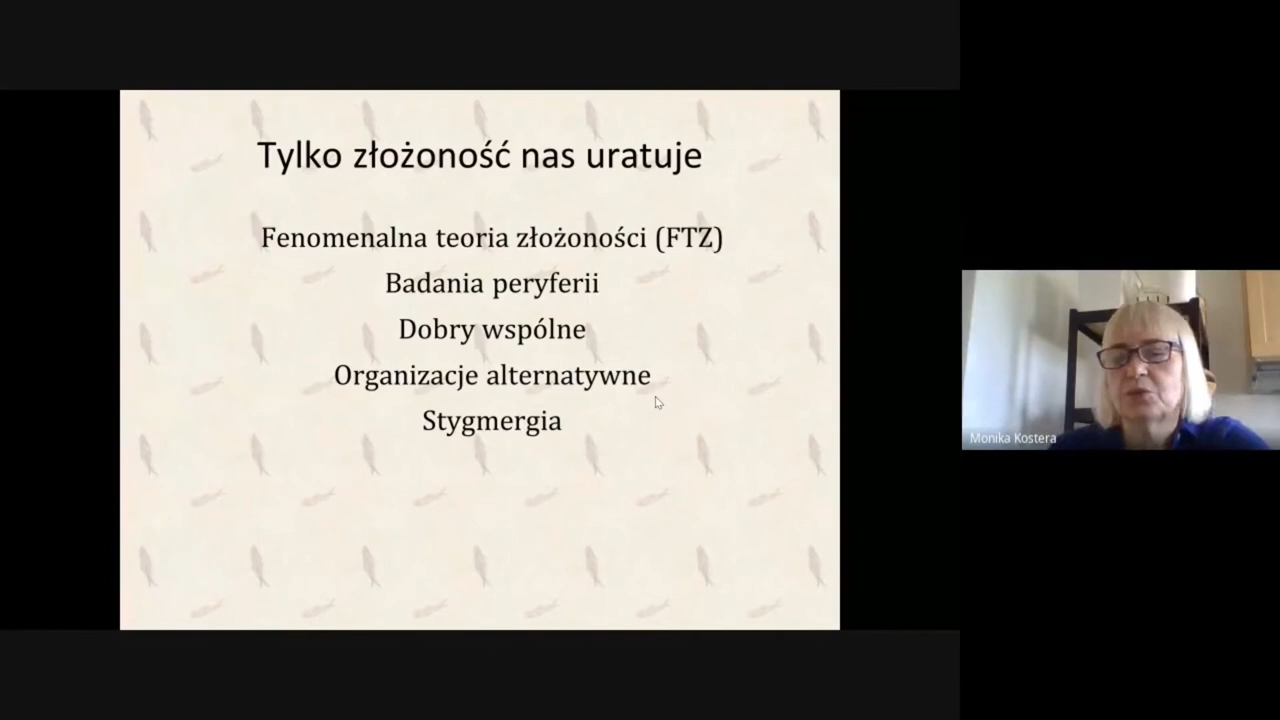 Tylko złożoność nas uratuje
Fenomenalna teoria złożoności (FTZ)
Badania peryferii
Dobry wspólne
Organizacje alternatywne
Stygmergia
Monika Kostera